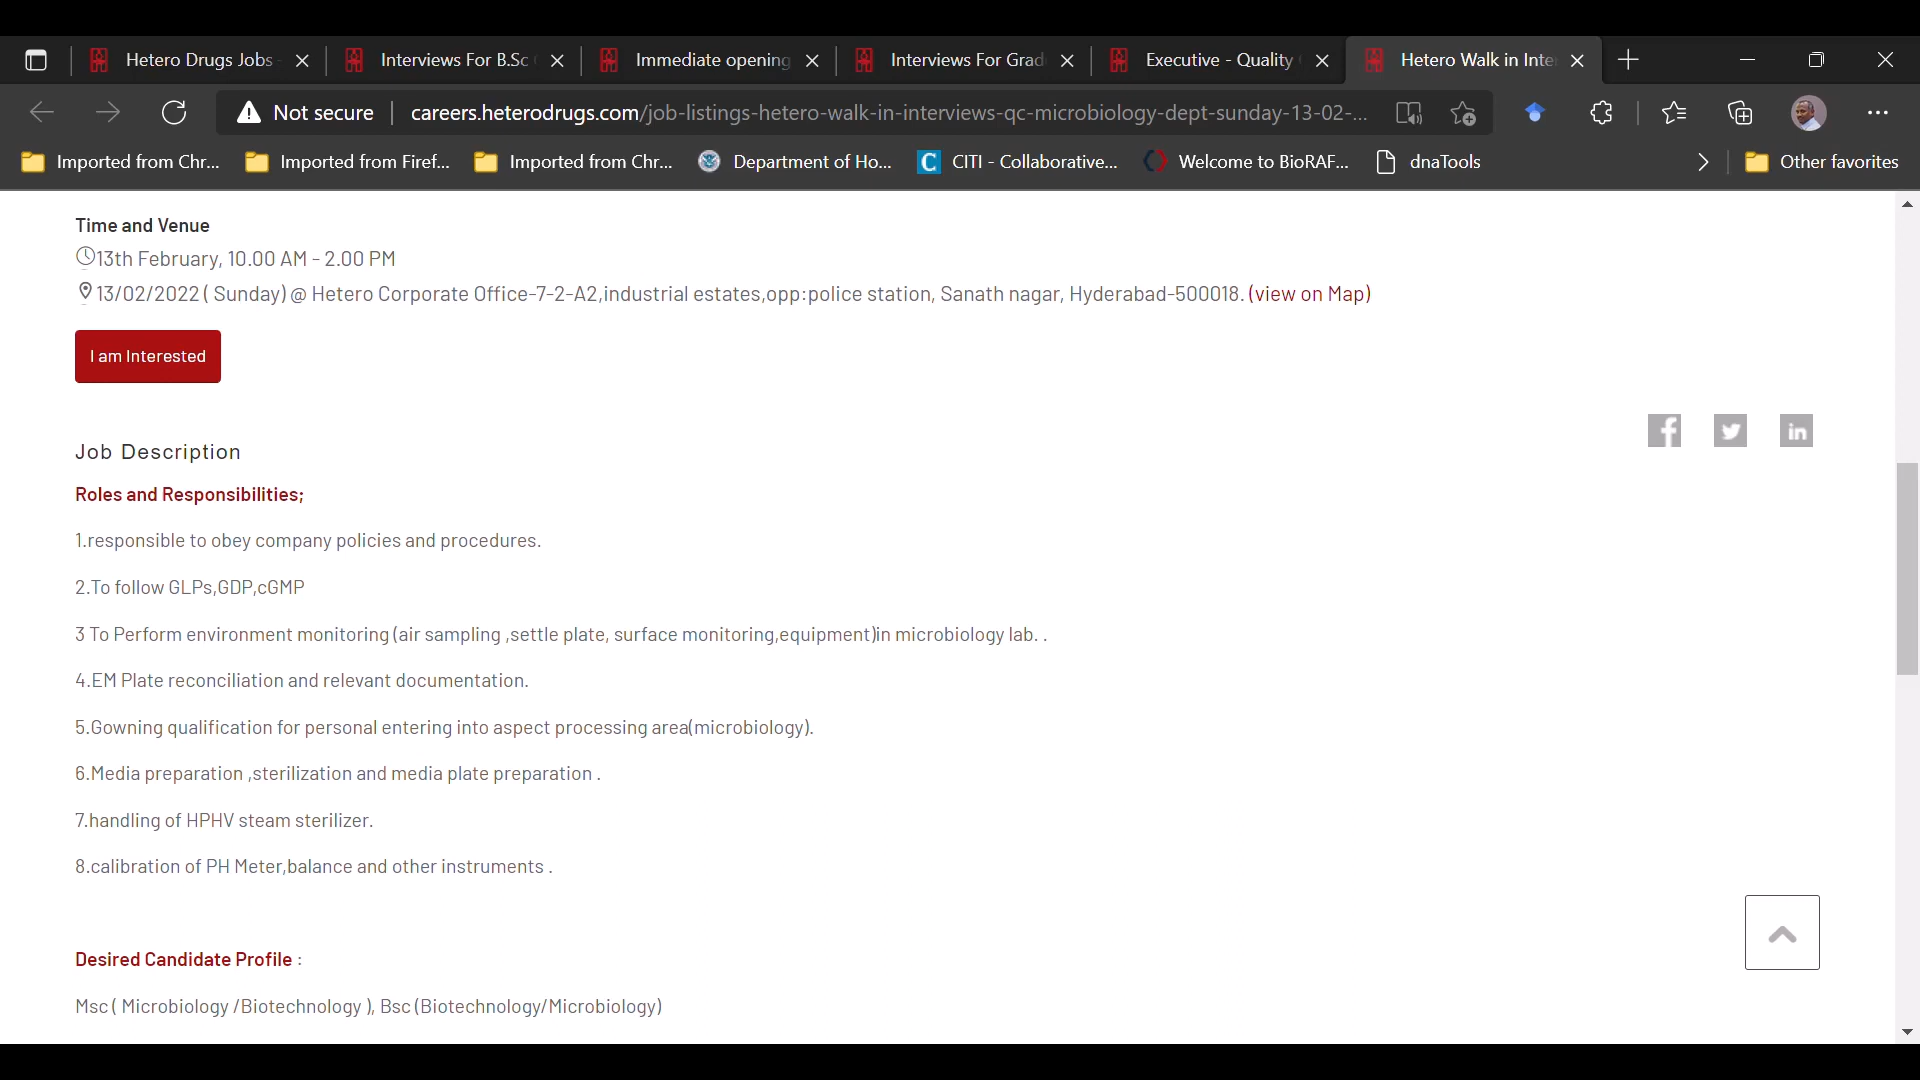 Hetero Drugs Jobs
Interviews For B.Sc
Immediate opening
Interviews For Grad
Executive - Quality
Hetero Walk in Inte
Not secure
careers.heterodrugs.com/job-listings-hetero-walk-in-interviews-qc-microbiology-dept-sunday-13-02-...
Imported from Chr...
Imported from Firef...
Imported from Chr...
Department of Ho...
C CITI - Collaborative...
Welcome to BioRAF...
dnaTools
Other favorites
Time and Venue
13th February, 10.00 AM - 2.00 PM
13/02/2022 ( Sunday) @ Hetero Corporate Office-7-2-A2,industrial estates,opp:police station, Sanath nagar, Hyderabad-500018. (view on Map)
I am Interested
f in
Job Description
Roles and Responsibilities;
1.responsible to obey company policies and procedures.
2.To follow GLPs,GDP,cGMP
3 To Perform environment monitoring (air sampling ,settle plate, surface monitoring,equipment)in microbiology lab. .
4.EM Plate reconciliation and relevant documentation.
5.Gowning qualification for personal entering into aspect processing area(microbiology).
6.Media preparation ,sterilization and media plate preparation .
7.handling of HPHV steam sterilizer.
8.calibration of PH Meter,balance and other instruments .
Desired Candidate Profile :
Msc ( Microbiology /Biotechnology ), Bsc (Biotechnology/Microbiology)